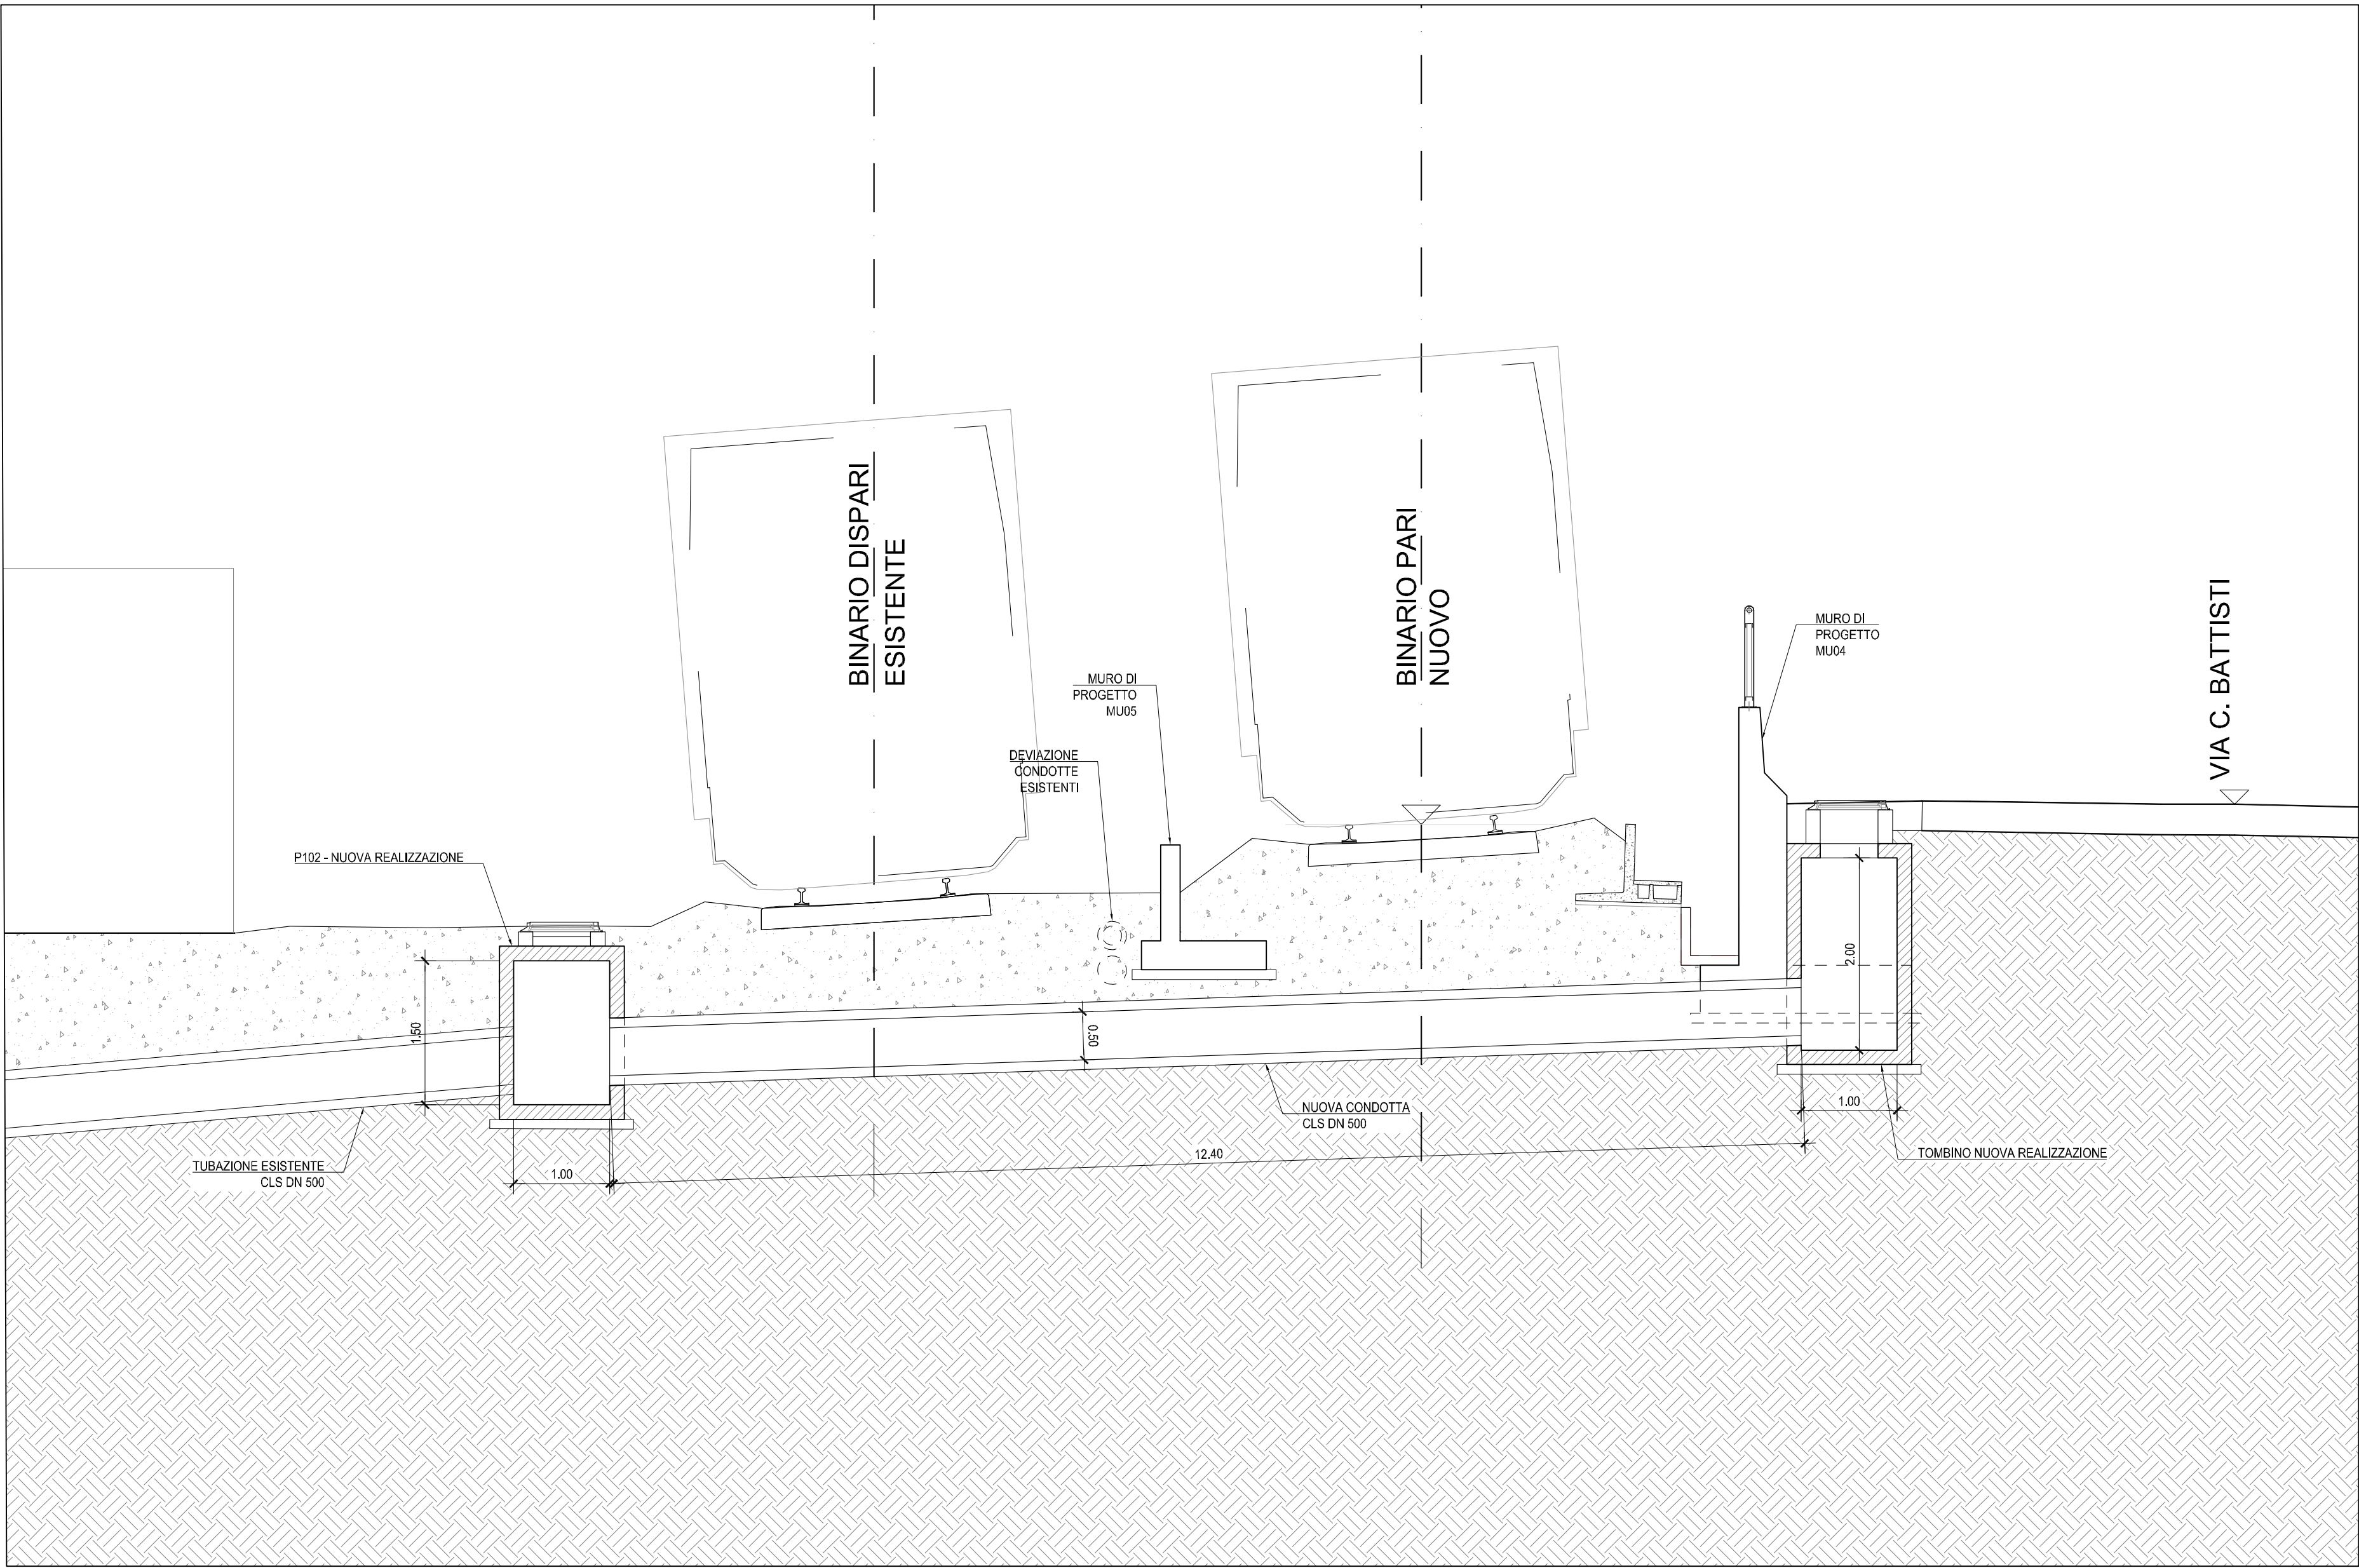 BINARIO DISPARI
ESISTENTE
BINARIO PARI
NUOVO
VIA C. BATTISTI
MURO DI
PROGETTO
MU04
MURO DI
PROGETTO
MU05
DEVIAZIONE
CONDOTTE
ESISTENTI
P102 - NUOVA REALIZZAZIONE
1.50
0.50
2.00
NUOVA CONDOTTA
CLS DN 500
1.00
12.40
TOMBINO NUOVA REALIZZAZIONE
TUBAZIONE ESISTENTE
CLS DN 500
1.00